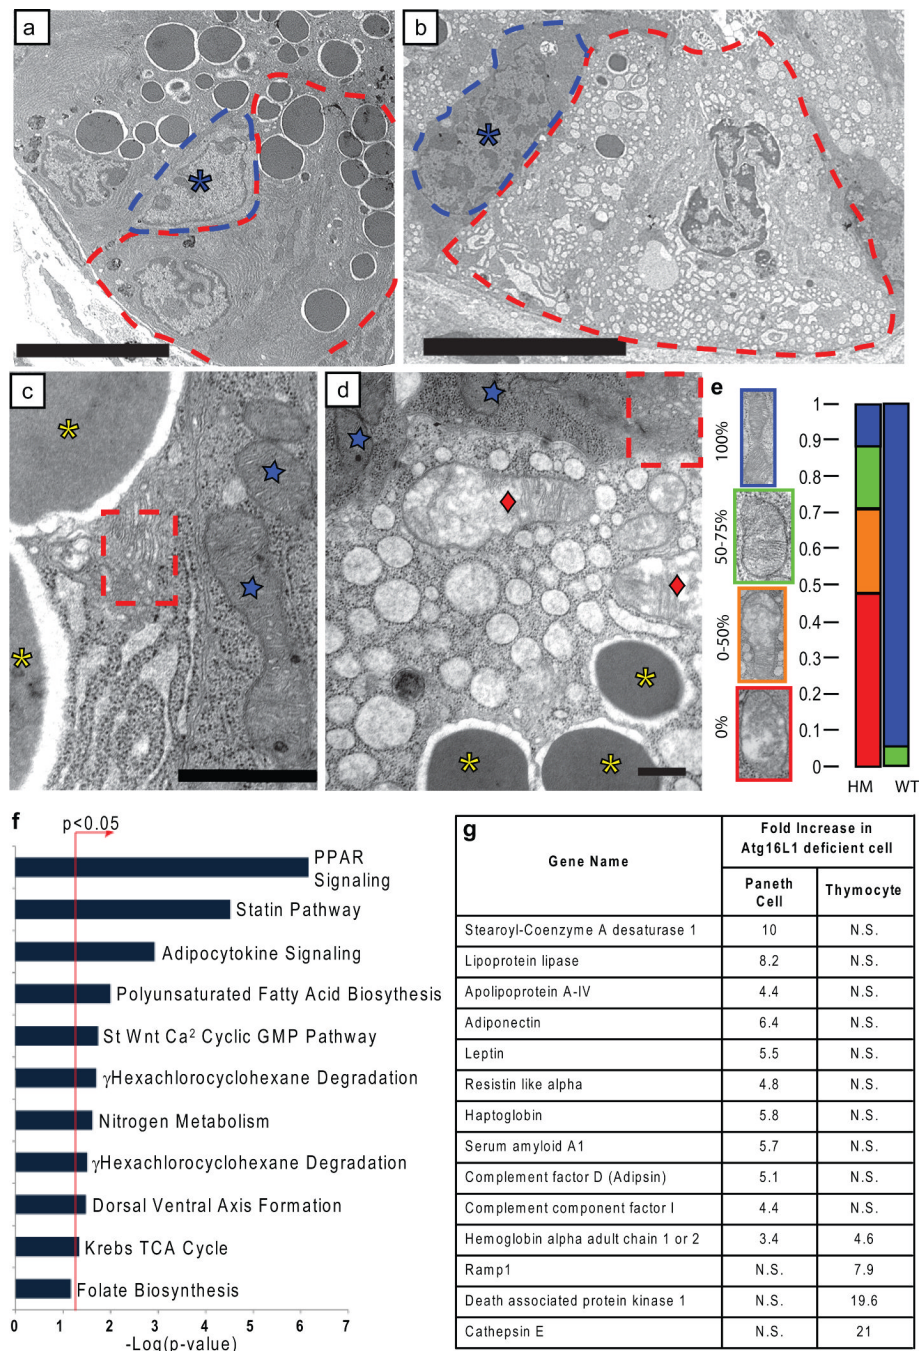 a
b
c
d
e
100%
50-75%
0-50%
0%
1
0.9
0.8
0.7
0.6
0.5
0.4
0.3
0.2
0.1
0
HM WT
f
p<0.05
PPAR
Signaling
Statin Pathway
Adipocytokine Signaling
Polyunsaturated Fatty Acid Biosythesis
St Wnt Ca² Cyclic GMP Pathway
γHexachlorocyclohexane Degradation
Nitrogen Metabolism
γHexachlorocyclohexane Degradation
Dorsal Ventral Axis Formation
Krebs TCA Cycle
Folate Biosynthesis
0 1 2 3 4 5 6 7
-Log(p-value)
g
Gene Name
Fold Increase in
Atg16L1 deficient cell
Paneth
Cell
Thymocyte
Stearoyl-Coenzyme A desaturase 1 10 N.S.
Lipoprotein lipase 8.2 N.S.
Apolipoprotein A-IV 4.4 N.S.
Adiponectin 6.4 N.S.
Leptin 5.5 N.S.
Resistin like alpha 4.8 N.S.
Haptoglobin 5.8 N.S.
Serum amyloid A1 5.7 N.S.
Complement factor D (Adipsin) 5.1 N.S.
Complement component factor I 4.4 N.S.
Hemoglobin alpha adult chain 1 or 2 3.4 4.6
Ramp1 N.S. 7.9
Death associated protein kinase 1 N.S. 19.6
Cathepsin E N.S. 21